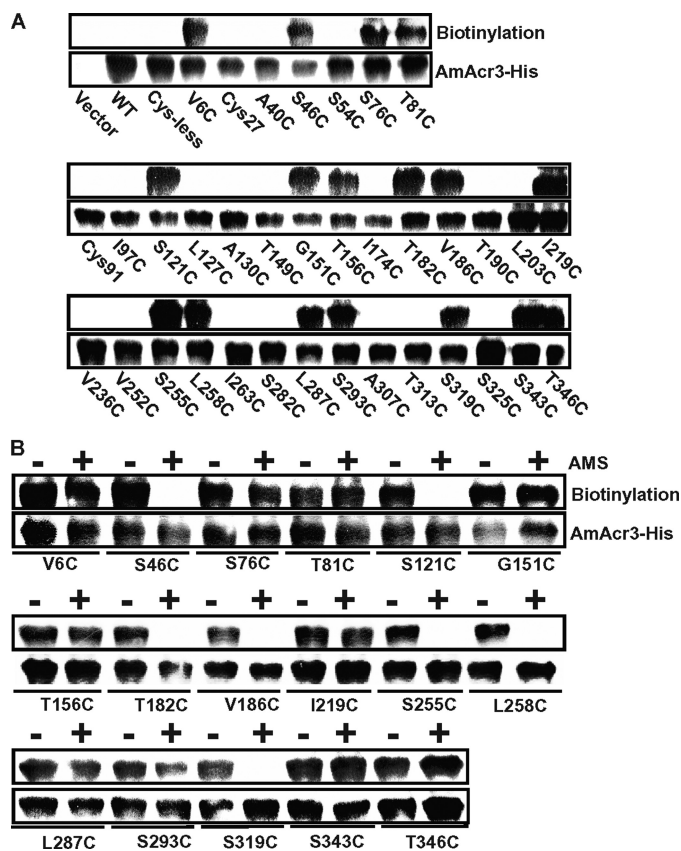 A
Biotinylation
AmAcr3-His
Vector WT Cys-less V6C Cys27 A40C S46C S54C S76C T81C
Cys91 I97C S121C L127C A130C T149C G151C T156C I174C T182C V186C T190C L203C I219C
V236C V252C S255C L258C I263C S282C L287C S293C A307C T313C S319C S325C S343C T346C
B
- + - + - + - + - + - + AMS
Biotinylation
AmAcr3-His
V6C S46C S76C T81C S121C G151C
- + - + - + - + - + - +
T156C T182C V186C I219C S255C L258C
- + - + - + - + - +
L287C S293C S319C S343C T346C